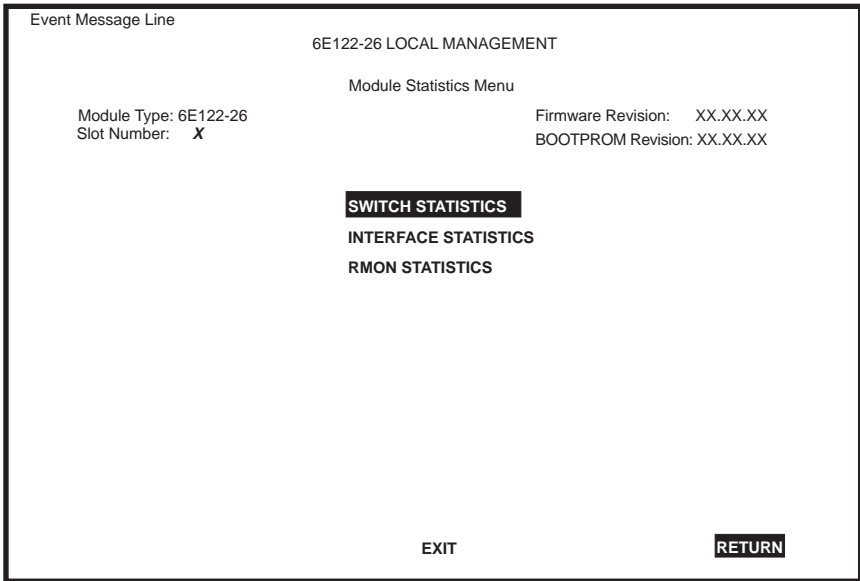 Event Message Line
6E122-26 LOCAL MANAGEMENT
Module Statistics Menu
Module Type: 6E122-26
Slot Number: X
Firmware Revision: XX.XX.XX
BOOTPROM Revision: XX.XX.XX
SWITCH STATISTICS
INTERFACE STATISTICS
RMON STATISTICS
EXIT
RETURN